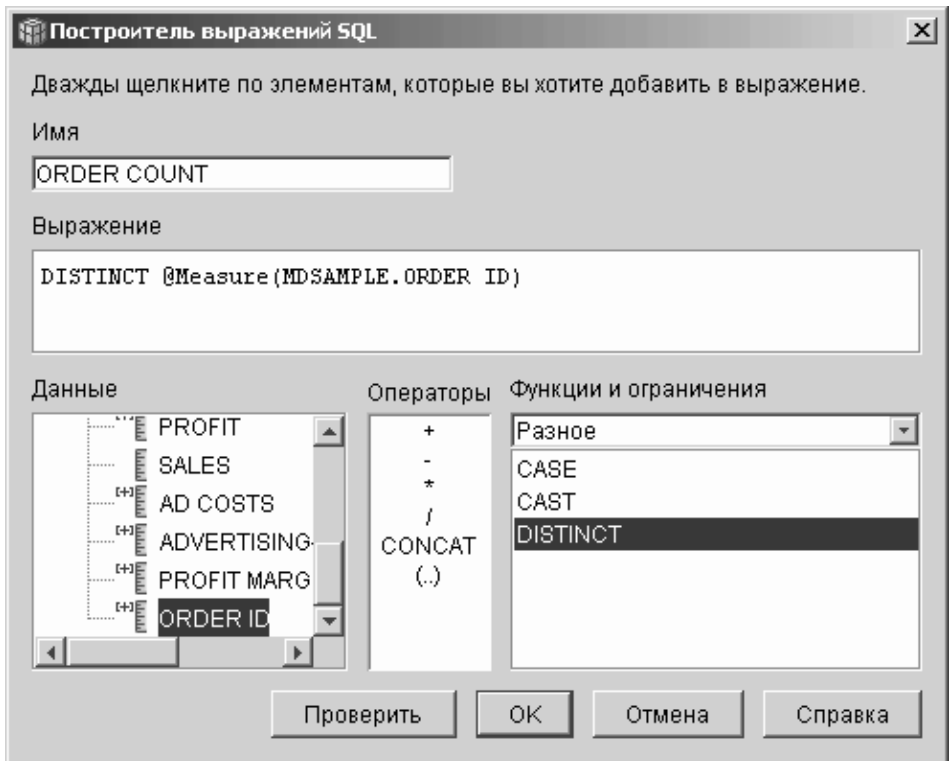 Построитель выражений SQL
Дважды щелкните по элементам, которые вы хотите добавить в выражение.
Имя
ORDER COUNT
Выражение
DISTINCT @Measure(MDSAMPLE.ORDER ID)
Данные
PROFIT
SALES
AD COSTS
ADVERTISING-
PROFIT MARG
ORDER ID
Операторы
+
-
*
/
CONCAT
(..)
Функции и ограничения
Разное
CASE
CAST
DISTINCT
Проверить
OK
Отмена
Справка